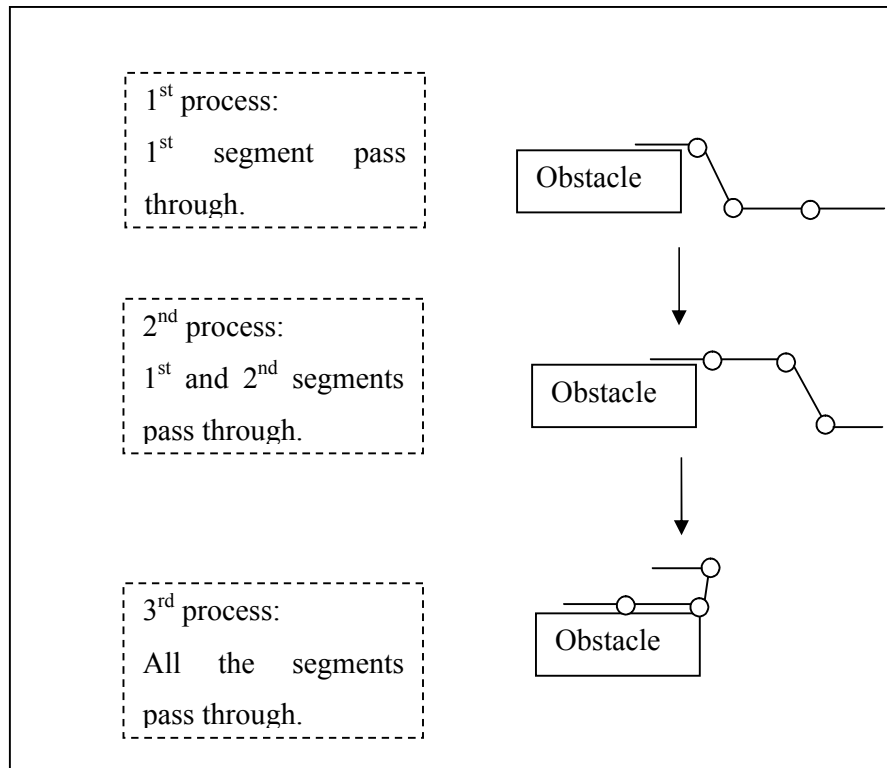 1st process:
1st segment pass
through.
Obstacle
2nd process:
1st and 2nd segments
pass through.
Obstacle
3rd process:
All the segments
pass through.
Obstacle